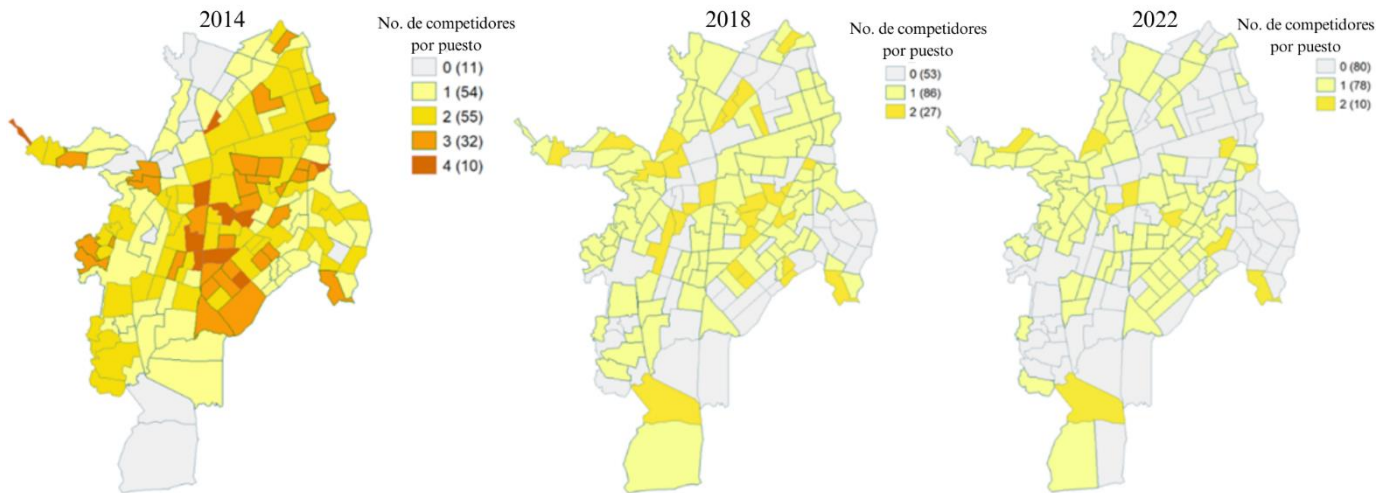 2014
No. de competidores
por puesto
0 (11)
1 (54)
2 (55)
3 (32)
4 (10)
2018
No. de competidores
por puesto
0 (53)
1 (86)
2 (27)
2022
No. de competidores
por puesto
0 (80)
1 (78)
2 (10)